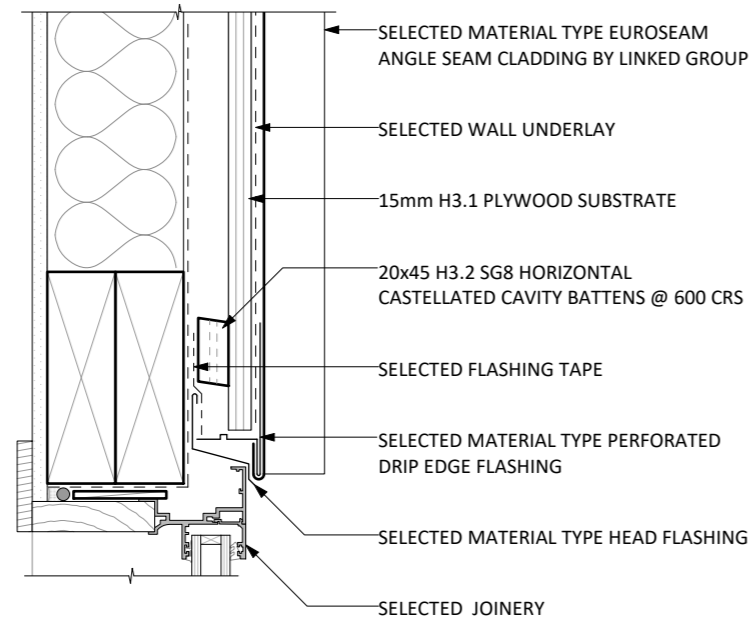 SELECTED MATERIAL TYPE EUROSEAM
ANGLE SEAM CLADDING BY LINKED GROUP
SELECTED WALL UNDERLAY
15mm H3.1 PLYWOOD SUBSTRATE
20x45 H3.2 SG8 HORIZONTAL
CASTELLATED CAVITY BATTENS @ 600 CRS
SELECTED FLASHING TAPE
SELECTED MATERIAL TYPE PERFORATED
DRIP EDGE FLASHING
SELECTED MATERIAL TYPE HEAD FLASHING
SELECTED JOINERY